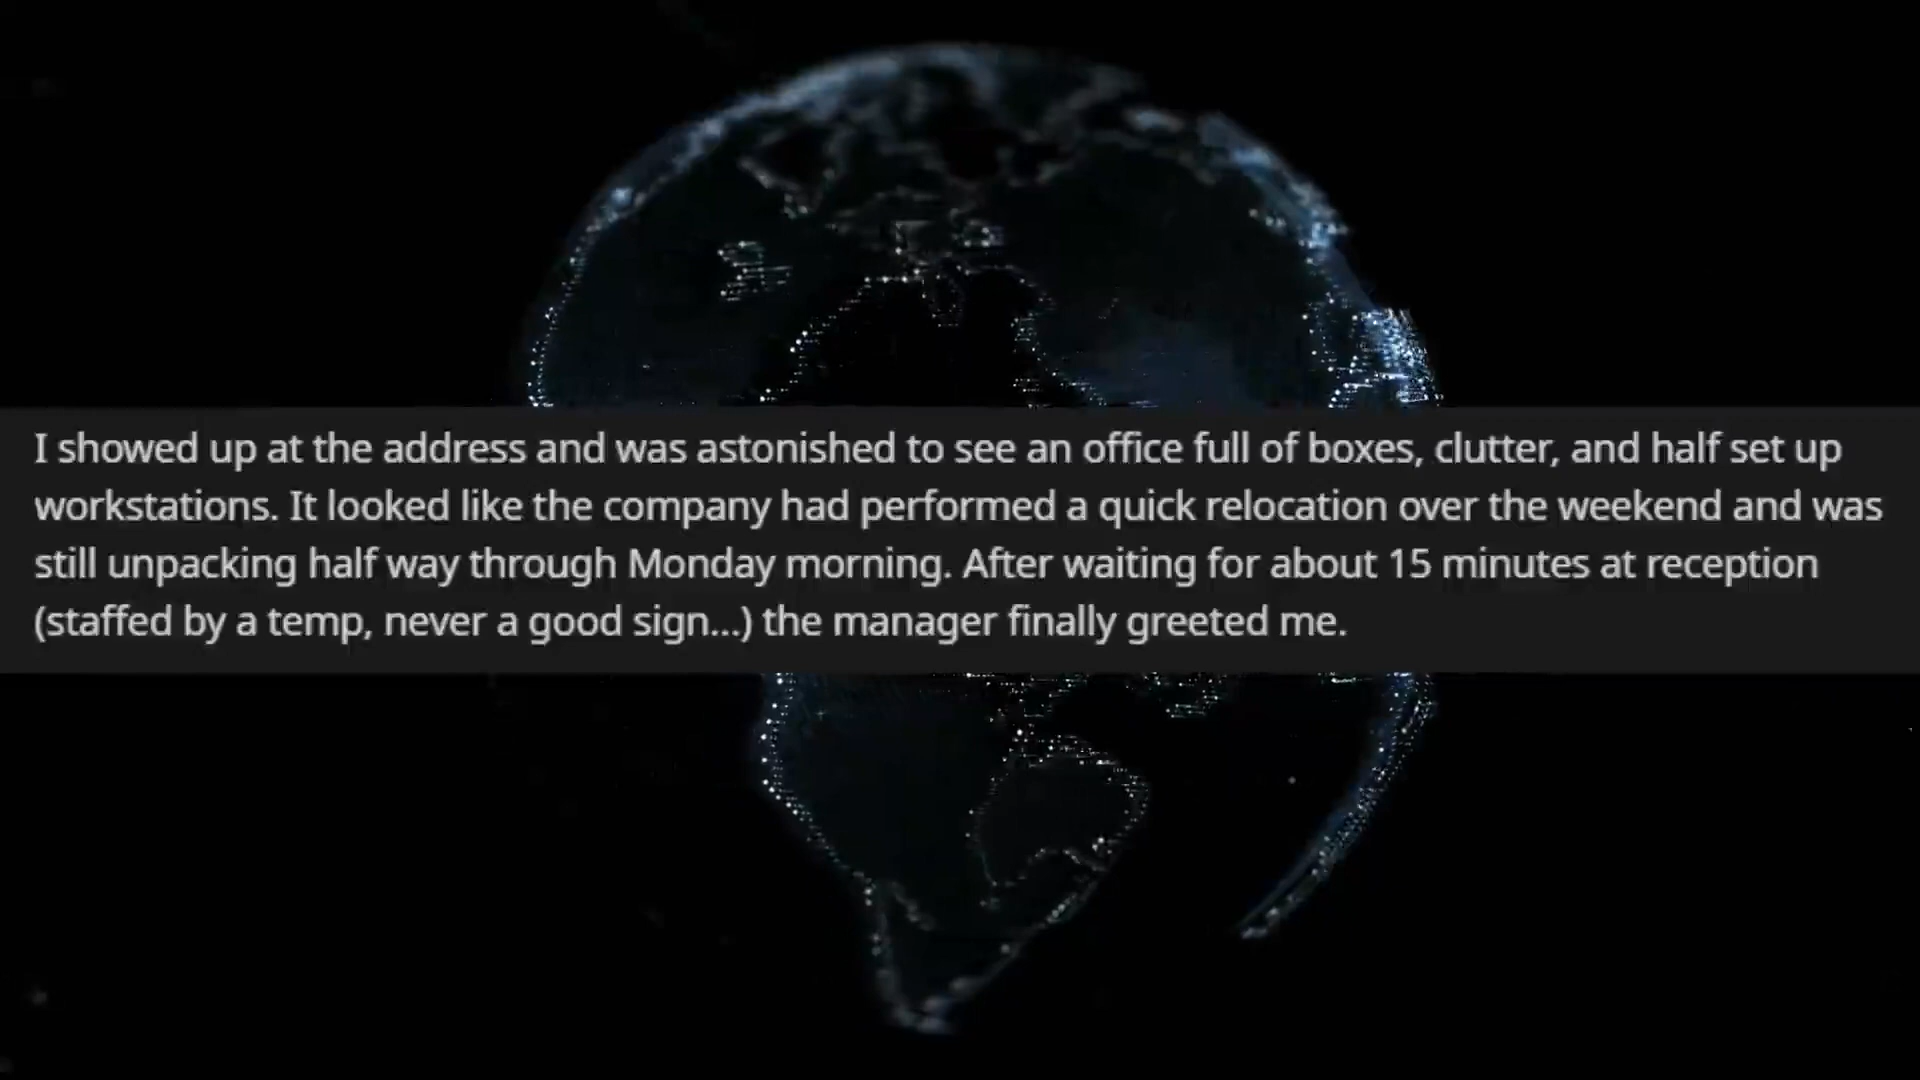 I showed up at the address and was astonished to see an office full of boxes, clutter, and half set up
workstations. It looked like the company had performed a quick relocation over the weekend and was
still unpacking half way through Monday morning. After waiting for about 15 minutes at reception
(staffed by a temp, never a good sign...) the manager finally greeted me.